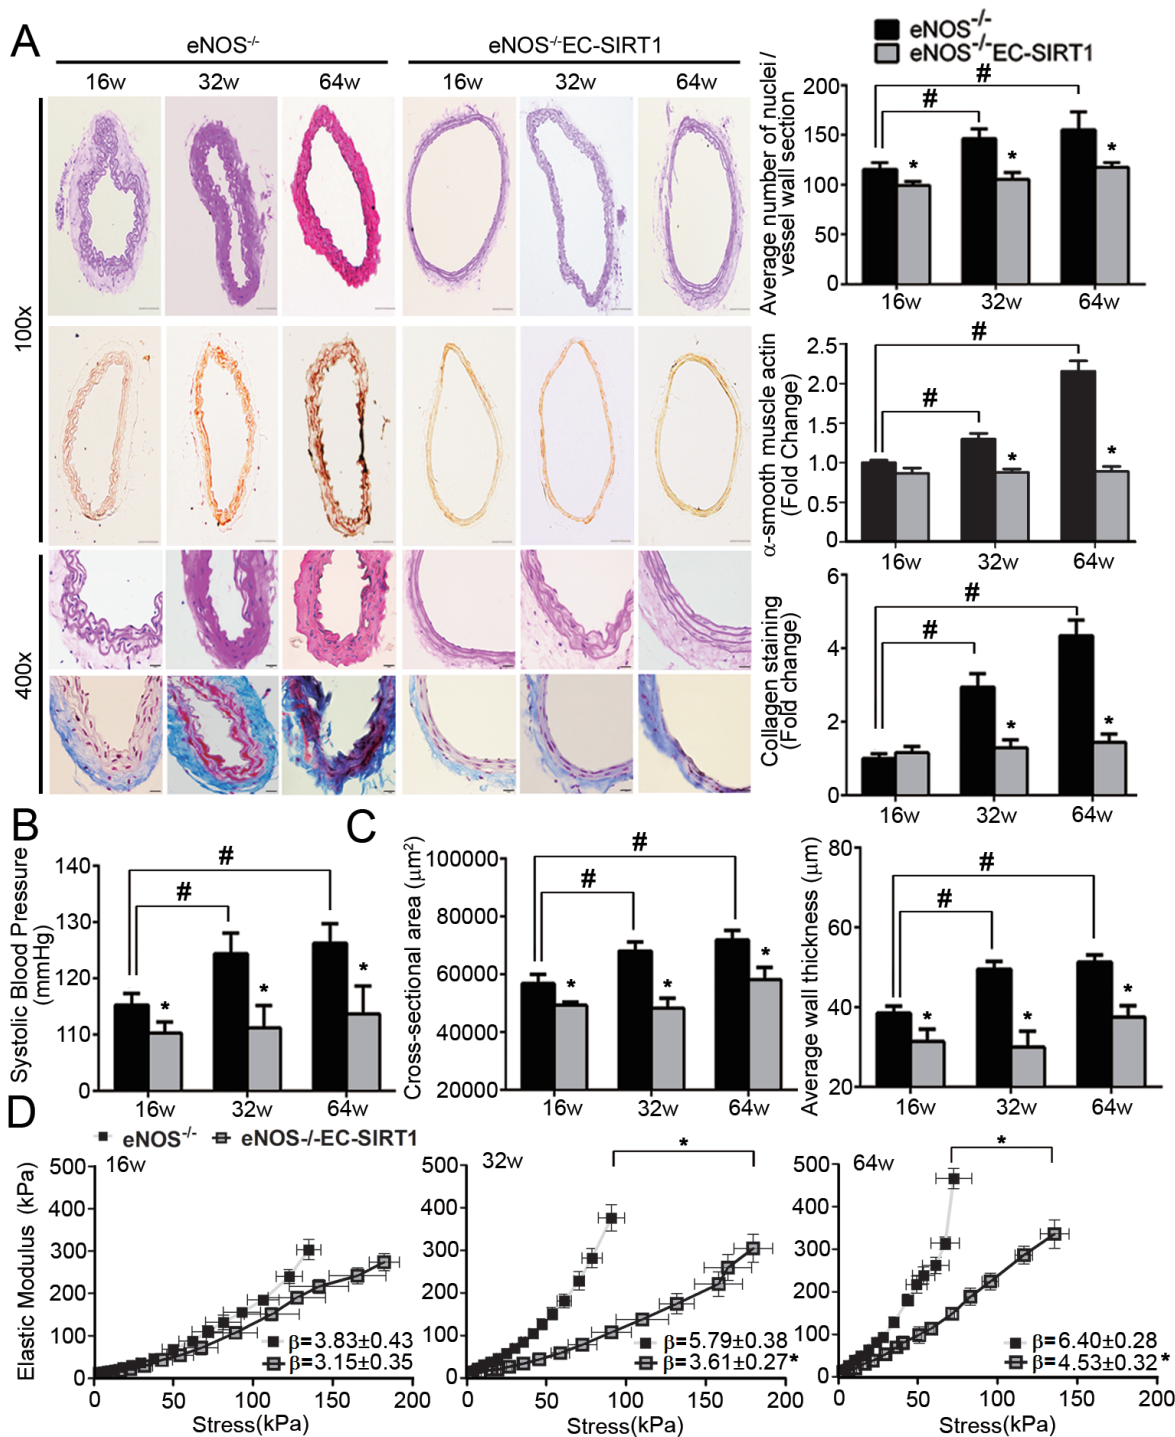 A
eNOS-/-
eNOS-/-EC-SIRT1
16w 32w 64w 16w 32w 64w
100x
400x
eNOS-/-
eNOS-/-EC-SIRT1
Average number of nuclei /
vessel wall section
200
150
100
50
0
# #
* * *
16w 32w 64w
α-smooth muscle actin
(Fold Change)
2.5
2.0
1.5
1.0
0.5
0
# #
* *
16w 32w 64w
Collagen staining
(Fold change)
6
4
2
0
# #
* *
16w 32w 64w
B
Systolic Blood Pressure
(mmHg)
140
130
120
110
0
# #
* * *
16w 32w 64w
C
Cross-sectional area (μm2)
100000
80000
60000
40000
20000
# #
* * *
16w 32w 64w
Average wall thickness (μm)
80
60
40
20
# #
* * *
16w 32w 64w
D
eNOS-/- eNOS-/-EC-SIRT1
Elastic Modulus (kPa)
16w
500
400
300
200
100
0
β=3.83±0.43
β=3.15±0.35
0 50 100 150 200
Stress(kPa)
32w
*
500
400
300
200
100
0
β=5.79±0.38
β=3.61±0.27*
0 50 100 150 200
Stress(kPa)
64w
*
500
400
300
200
100
0
β=6.40±0.28
β=4.53±0.32*
0 50 100 150 200
Stress(kPa)